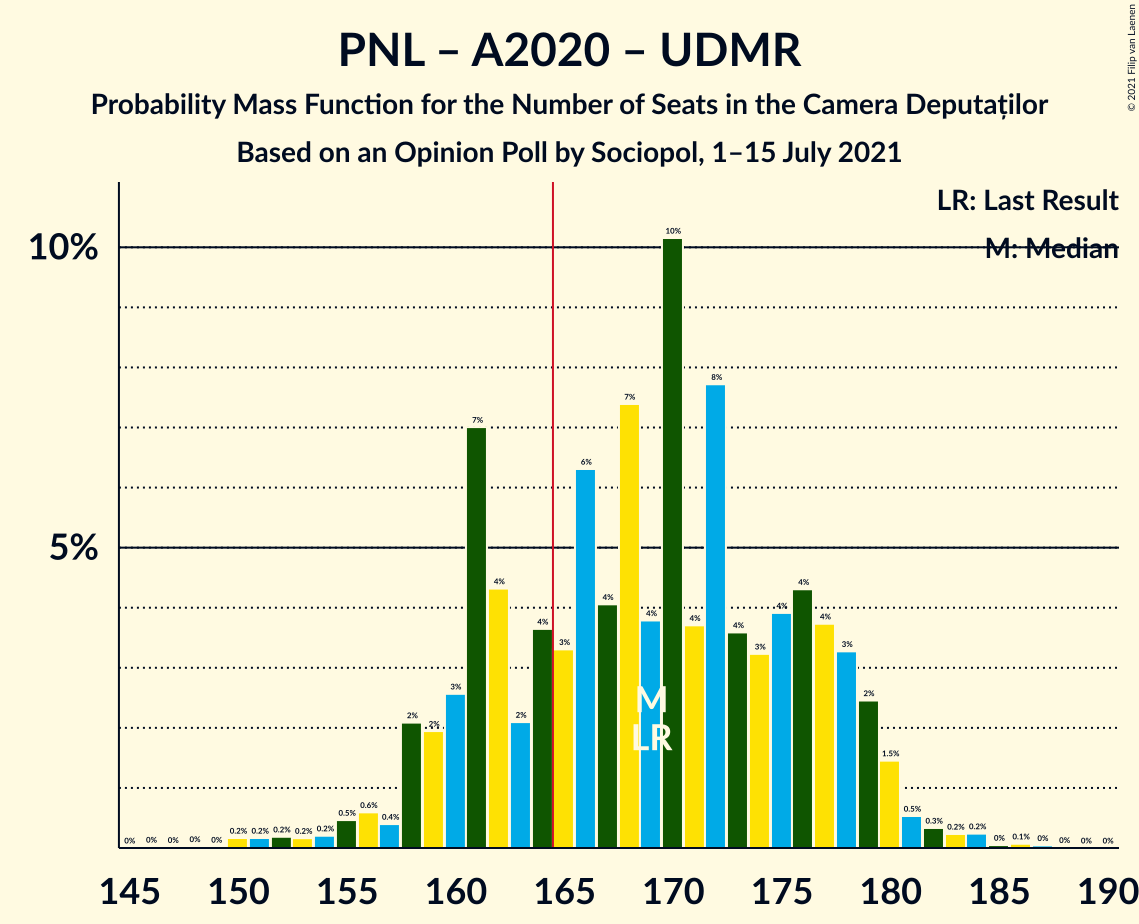 PNL – A2020 – UDMR
Probability Mass Function for the Number of Seats in the Camera Deputaților
Based on an Opinion Poll by Sociopol, 1–15 July 2021
© 2021 Filip van Laenen
LR: Last Result
M: Median
10%
5%
0% 0% 0% 0% 0% 0.2% 0.2% 0.2% 0.2% 0.2% 0.5% 0.6% 0.4% 2% 2% 3% 7% 4% 2% 4% 3% 6% 4% 7% 4% 10% 4% 8% 4% 3% 4% 4% 4% 3% 2% 1.5% 0.5% 0.3% 0.2% 0.2% 0% 0.1% 0% 0% 0% 0%
M
LR
145 150 155 160 165 170 175 180 185 190